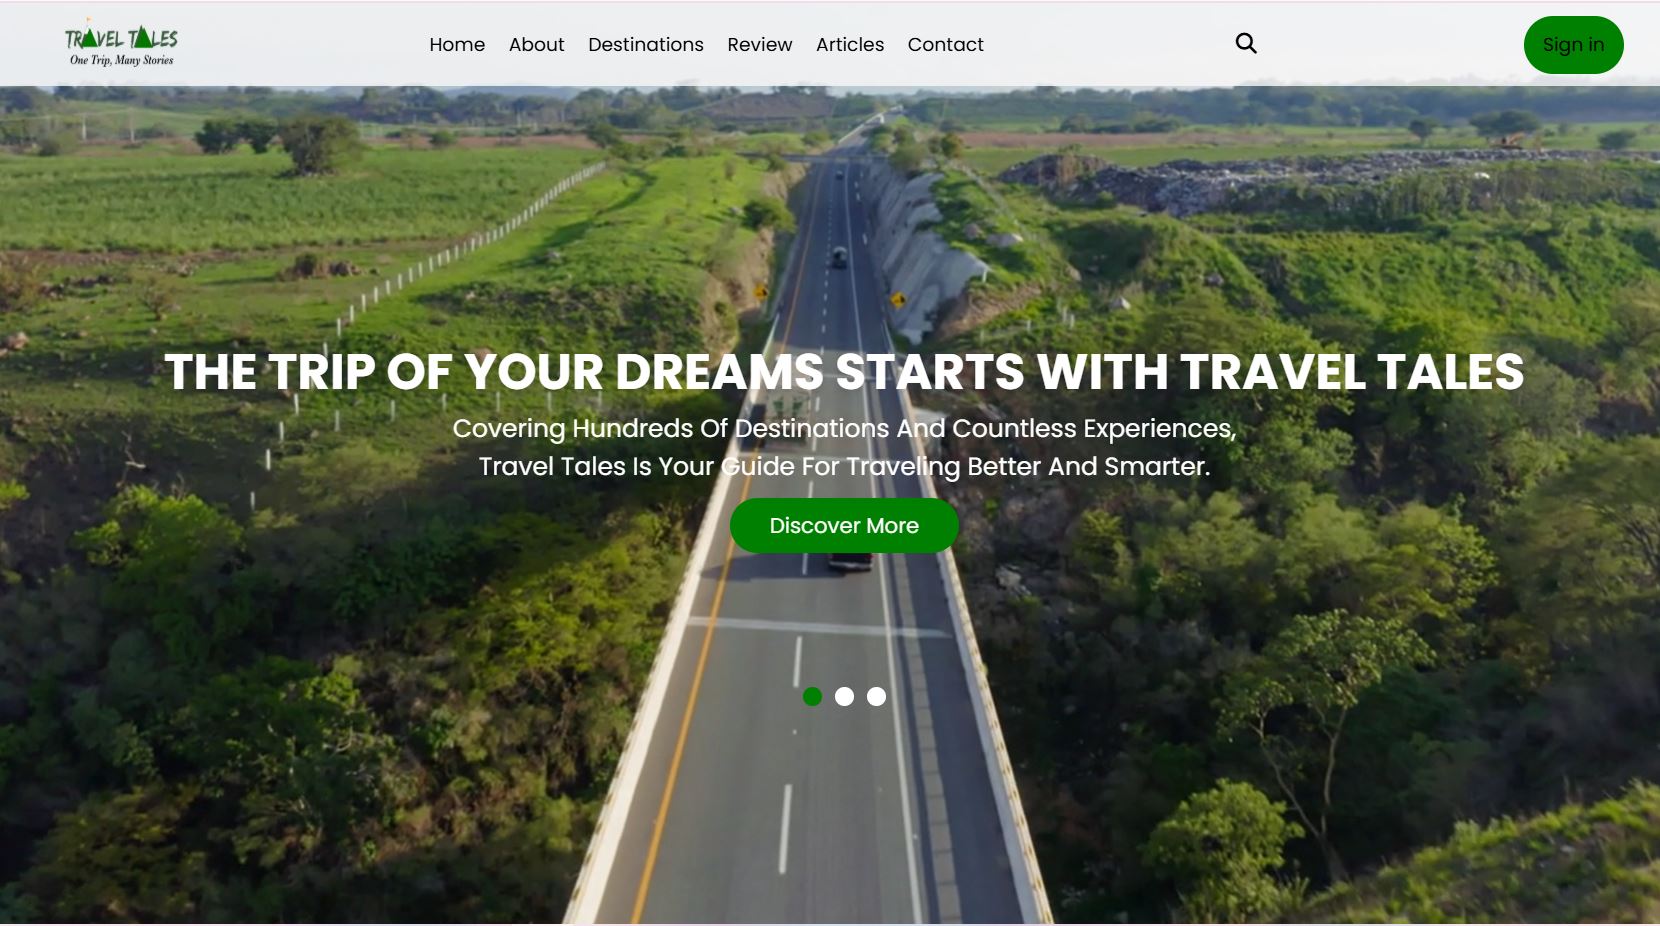 TRAVEL TALES
One Trip, Many Stories
Home About Destinations Review Articles Contact
Sign in
THE TRIP OF YOUR DREAMS STARTS WITH TRAVEL TALES
Covering Hundreds Of Destinations And Countless Experiences,
Travel Tales Is Your Guide For Traveling Better And Smarter.
Discover More